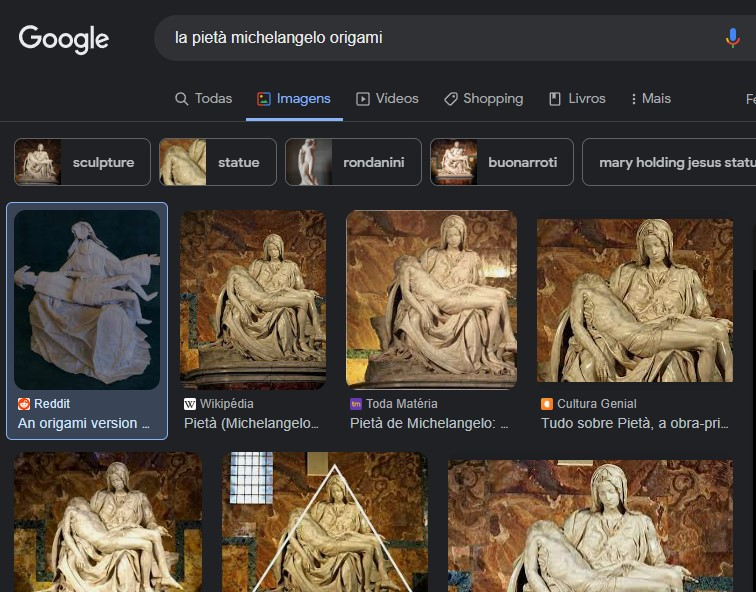 Google
la pietà michelangelo origami
Todas Imagens Vídeos Shopping Livros Mais Fe
sculpture statue rondanini buonarroti mary holding jesus statu
Reddit
An origami version ...
W Wikipédia
Pietà (Michelangelo...
tm Toda Matéria
Pietà de Michelangelo: ...
Cultura Genial
Tudo sobre Pietà, a obra-pri...